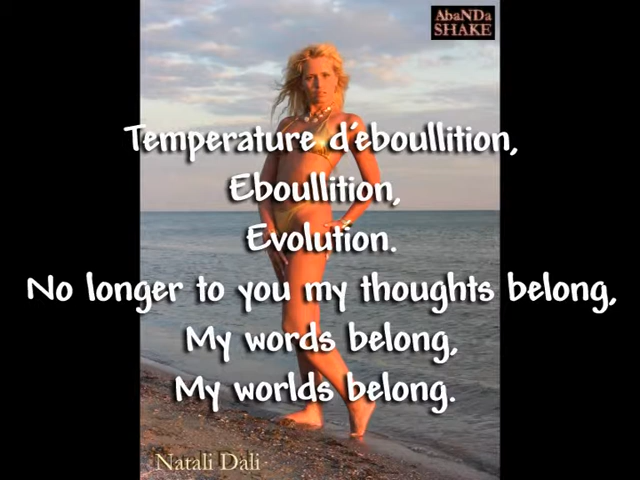 AbaNDa
SHAKE
Temperature d'eboullition,
Eboullition,
Evolution.
No longer to you my thoughts belong,
My words belong,
My worlds belong.
Natali Dali